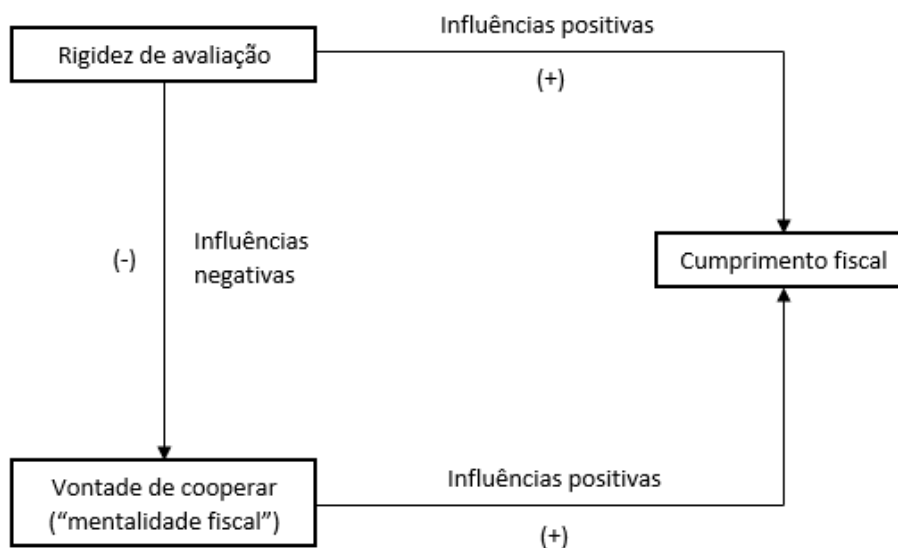 Influências positivas
Rigidez de avaliação
(+)
Influências
negativas
(-)
Cumprimento fiscal
Vontade de cooperar
(“mentalidade fiscal”)
Influências positivas
(+)